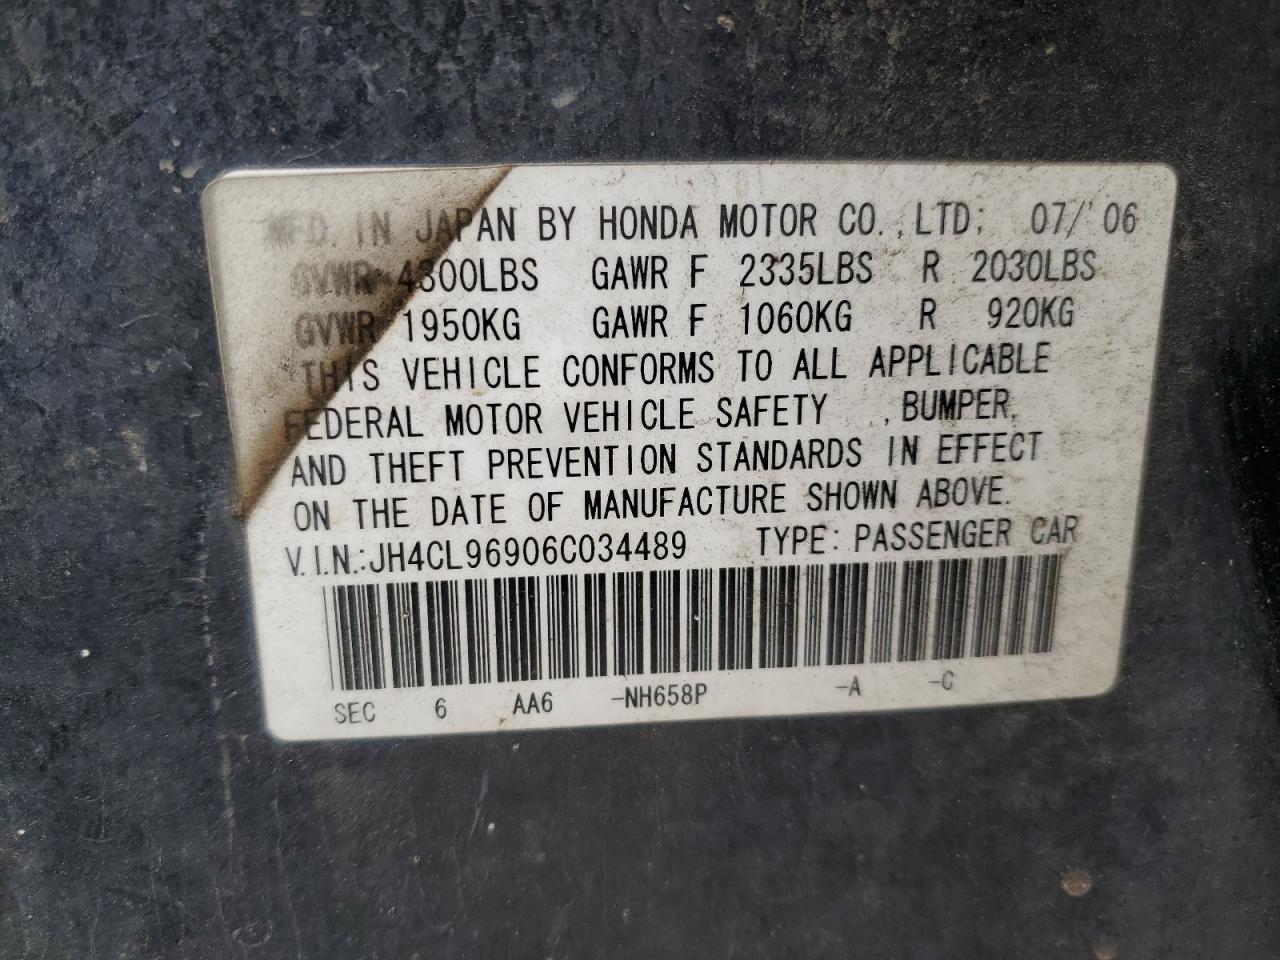 MFD. IN JAPAN BY HONDA MOTOR CO.,LTD; 07/'06
GVWR 4300LBS GAWR F 2335LBS R 2030LBS
GVWR 1950KG GAWR F 1060KG R 920KG
THIS VEHICLE CONFORMS TO ALL APPLICABLE
FEDERAL MOTOR VEHICLE SAFETY , BUMPER,
AND THEFT PREVENTION STANDARDS IN EFFECT
ON THE DATE OF MANUFACTURE SHOWN ABOVE.
V.I.N.:JH4CL96906C034489 TYPE: PASSENGER CAR
SEC 6 AA6 -NH658P -A -C